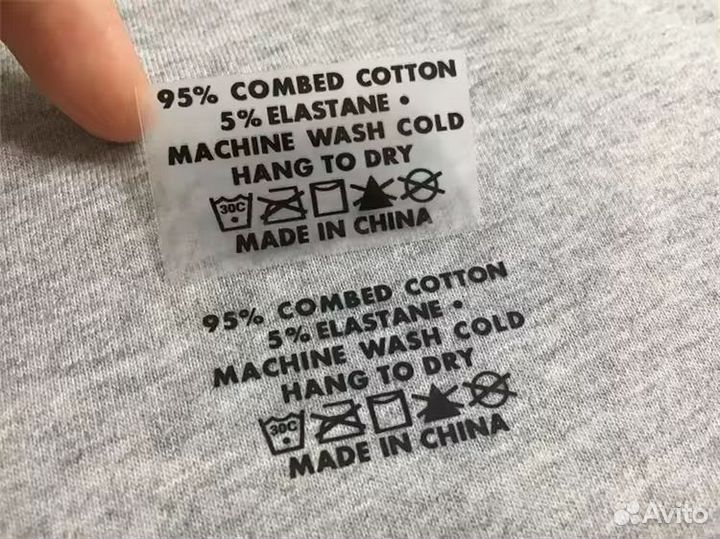 95% COMBED COTTON
5% ELASTANE •
MACHINE WASH COLD
HANG TO DRY
30C
MADE IN CHINA
95% COMBED COTTON
5% ELASTANE •
MACHINE WASH COLD
HANG TO DRY
30C
MADE IN CHINA
Avito